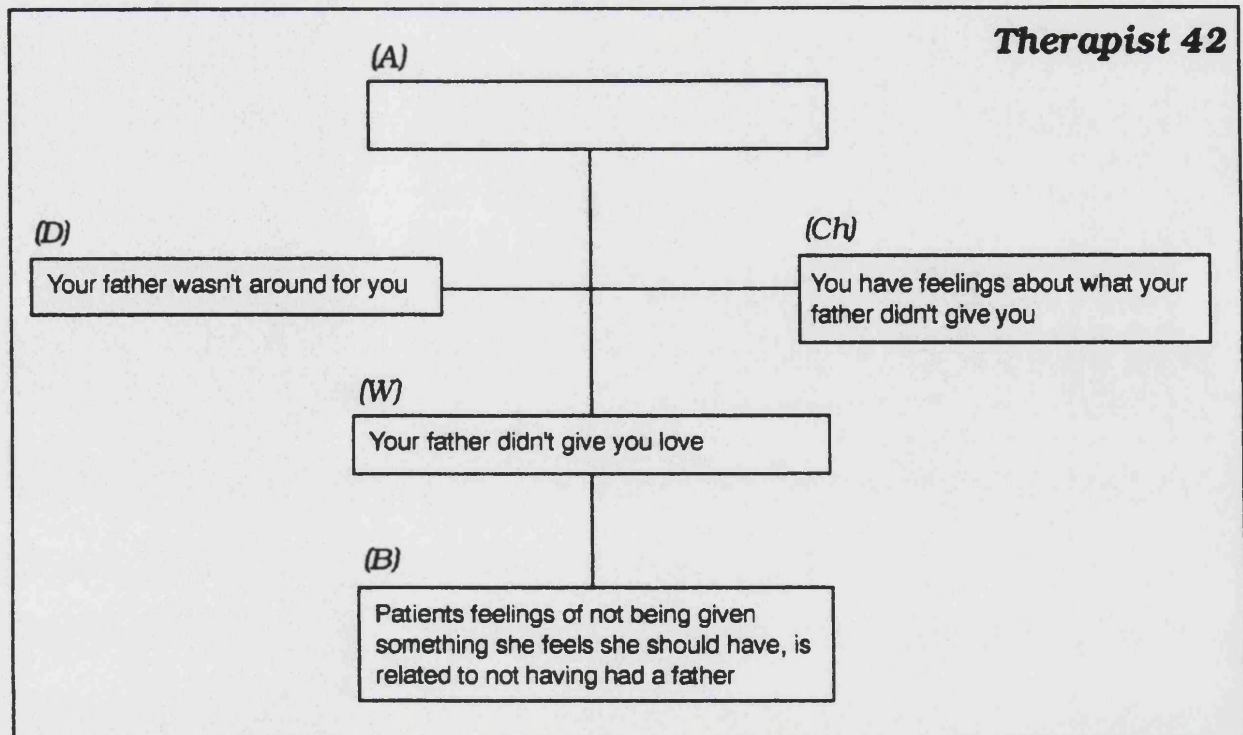 Therapist 42
(A)
(D)
Your father wasn't around for you
(Ch)
You have feelings about what your
father didn't give you
(W)
Your father didn't give you love
(B)
Patients feelings of not being given
something she feels she should have, is
related to not having had a father